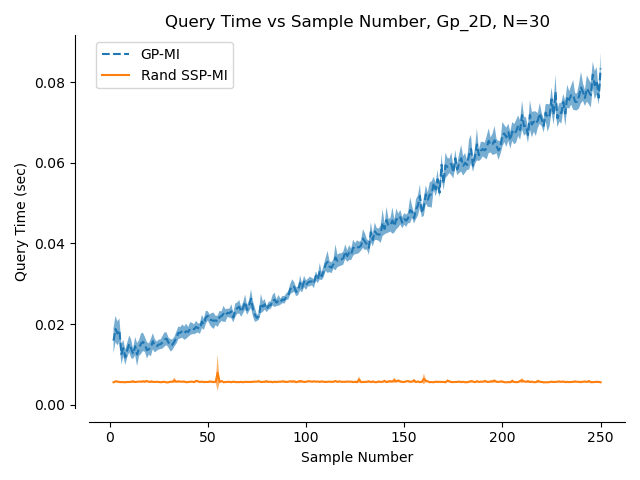 Query Time vs Sample Number, Gp_2D, N=30
GP-MI
Rand SSP-MI
0.08
0.06
0.04
0.02
0.00
Query Time (sec)
0 50 100 150 200 250
Sample Number